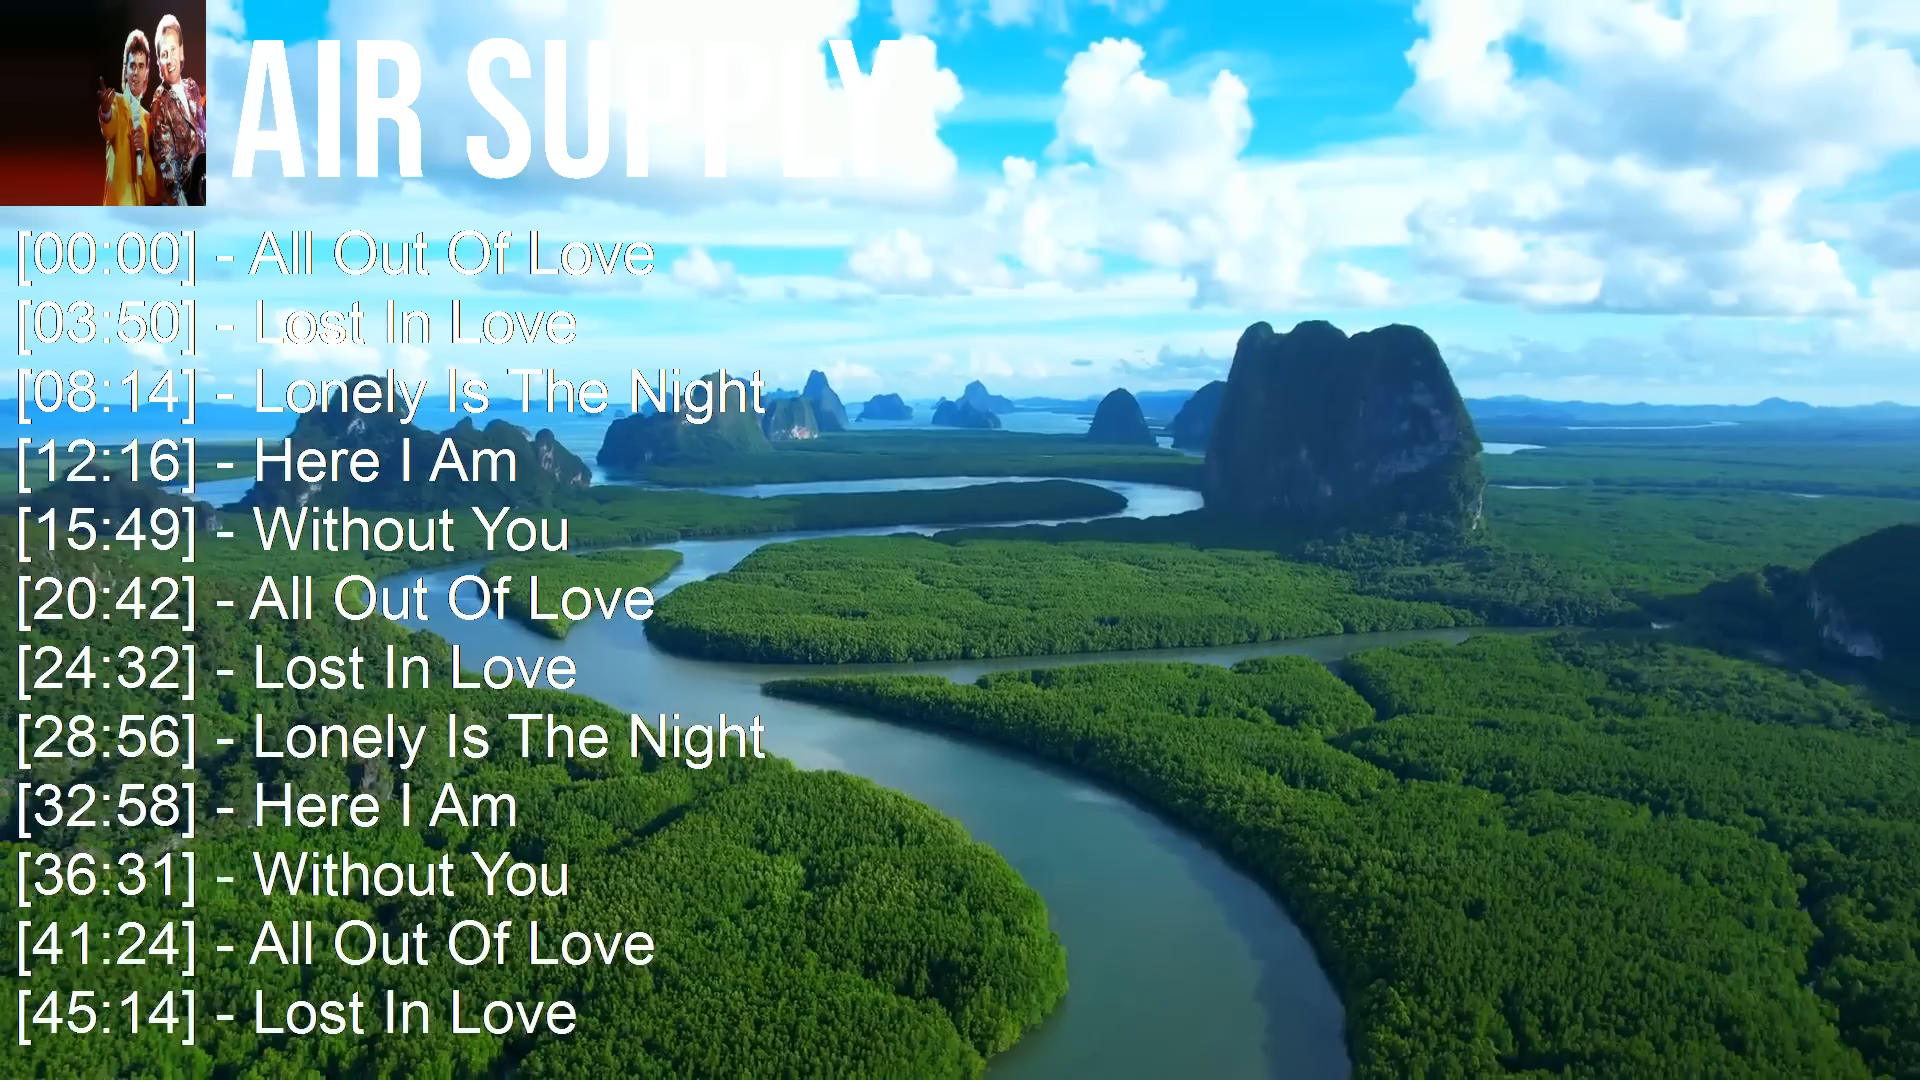 AIR SUPPLY
[00:00] - All Out Of Love
[03:50] - Lost In Love
[08:14] - Lonely Is The Night
[12:16] - Here I Am
[15:49] - Without You
[20:42] - All Out Of Love
[24:32] - Lost In Love
[28:56] - Lonely Is The Night
[32:58] - Here I Am
[36:31] - Without You
[41:24] - All Out Of Love
[45:14] - Lost In Love